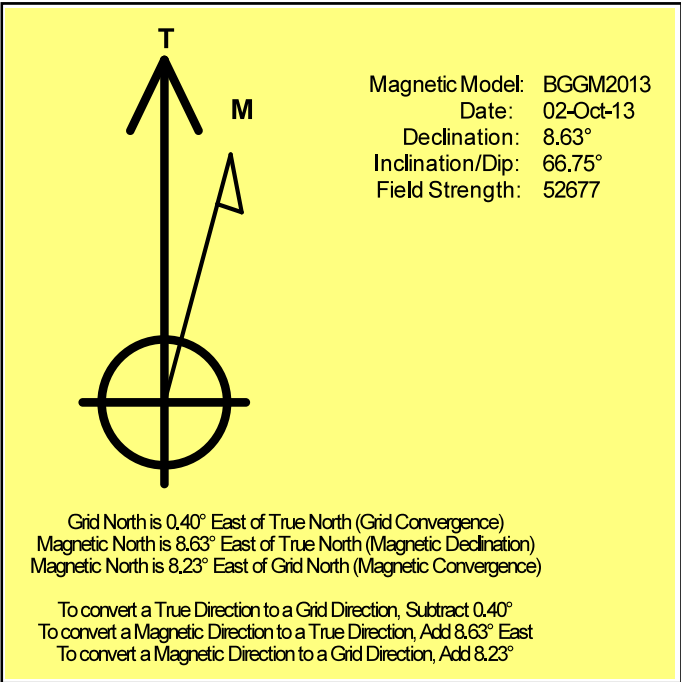 T
M
Magnetic Model: BGGM2013
Date: 02-Oct-13
Declination: 8.63°
Inclination/Dip: 66.75°
Field Strength: 52677
Grid North is 0.40° East of True North (Grid Convergence)
Magnetic North is 8.63° East of True North (Magnetic Declination)
Magnetic North is 8.23° East of Grid North (Magnetic Convergence)
To convert a True Direction to a Grid Direction, Subtract 0.40°
To convert a Magnetic Direction to a True Direction, Add 8.63° East
To convert a Magnetic Direction to a Grid Direction, Add 8.23°